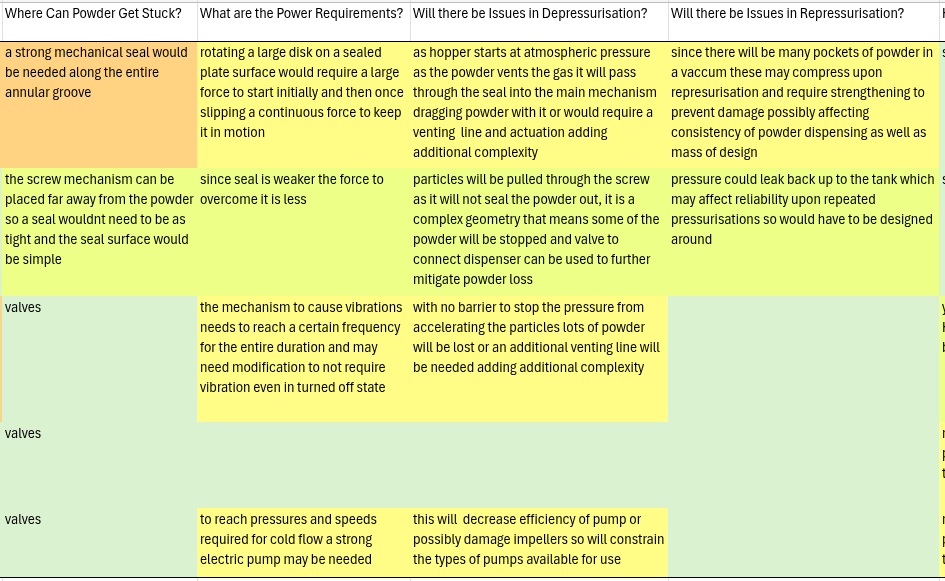 Where Can Powder Get Stuck?
What are the Power Requirements?
Will there be Issues in Depressurisation?
Will there be Issues in Repressurisation?
a strong mechanical seal would
be needed along the entire
annular groove
rotating a large disk on a sealed
plate surface would require a large
force to start initially and then once
slipping a continuous force to keep
it in motion
as hopper starts at atmospheric pressure
as the powder vents the gas it will pass
through the seal into the main mechanism
dragging powder with it or would require a
venting line and actuation adding
additional complexity
since there will be many pockets of powder in
a vaccum these may compress upon
represurisation and require strengthening to
prevent damage possibly affecting
consistency of powder dispensing as well as
mass of design
the screw mechanism can be
placed far away from the powder
so a seal wouldnt need to be as
tight and the seal surface would
be simple
since seal is weaker the force to
overcome it is less
particles will be pulled through the screw
as it will not seal the powder out, it is a
complex geometry that means some of the
powder will be stopped and valve to
connect dispenser can be used to further
mitigate powder loss
pressure could leak back up to the tank which
may affect reliability upon repeated
pressurisations so would have to be designed
around
valves
the mechanism to cause vibrations
needs to reach a certain frequency
for the entire duration and may
need modification to not require
vibration even in turned off state
with no barrier to stop the pressure from
accelerating the particles lots of powder
will be lost or an additional venting line will
be needed adding additional complexity
valves
valves
to reach pressures and speeds
required for cold flow a strong
electric pump may be needed
this will decrease efficiency of pump or
possibly damage impellers so will constrain
the types of pumps available for use